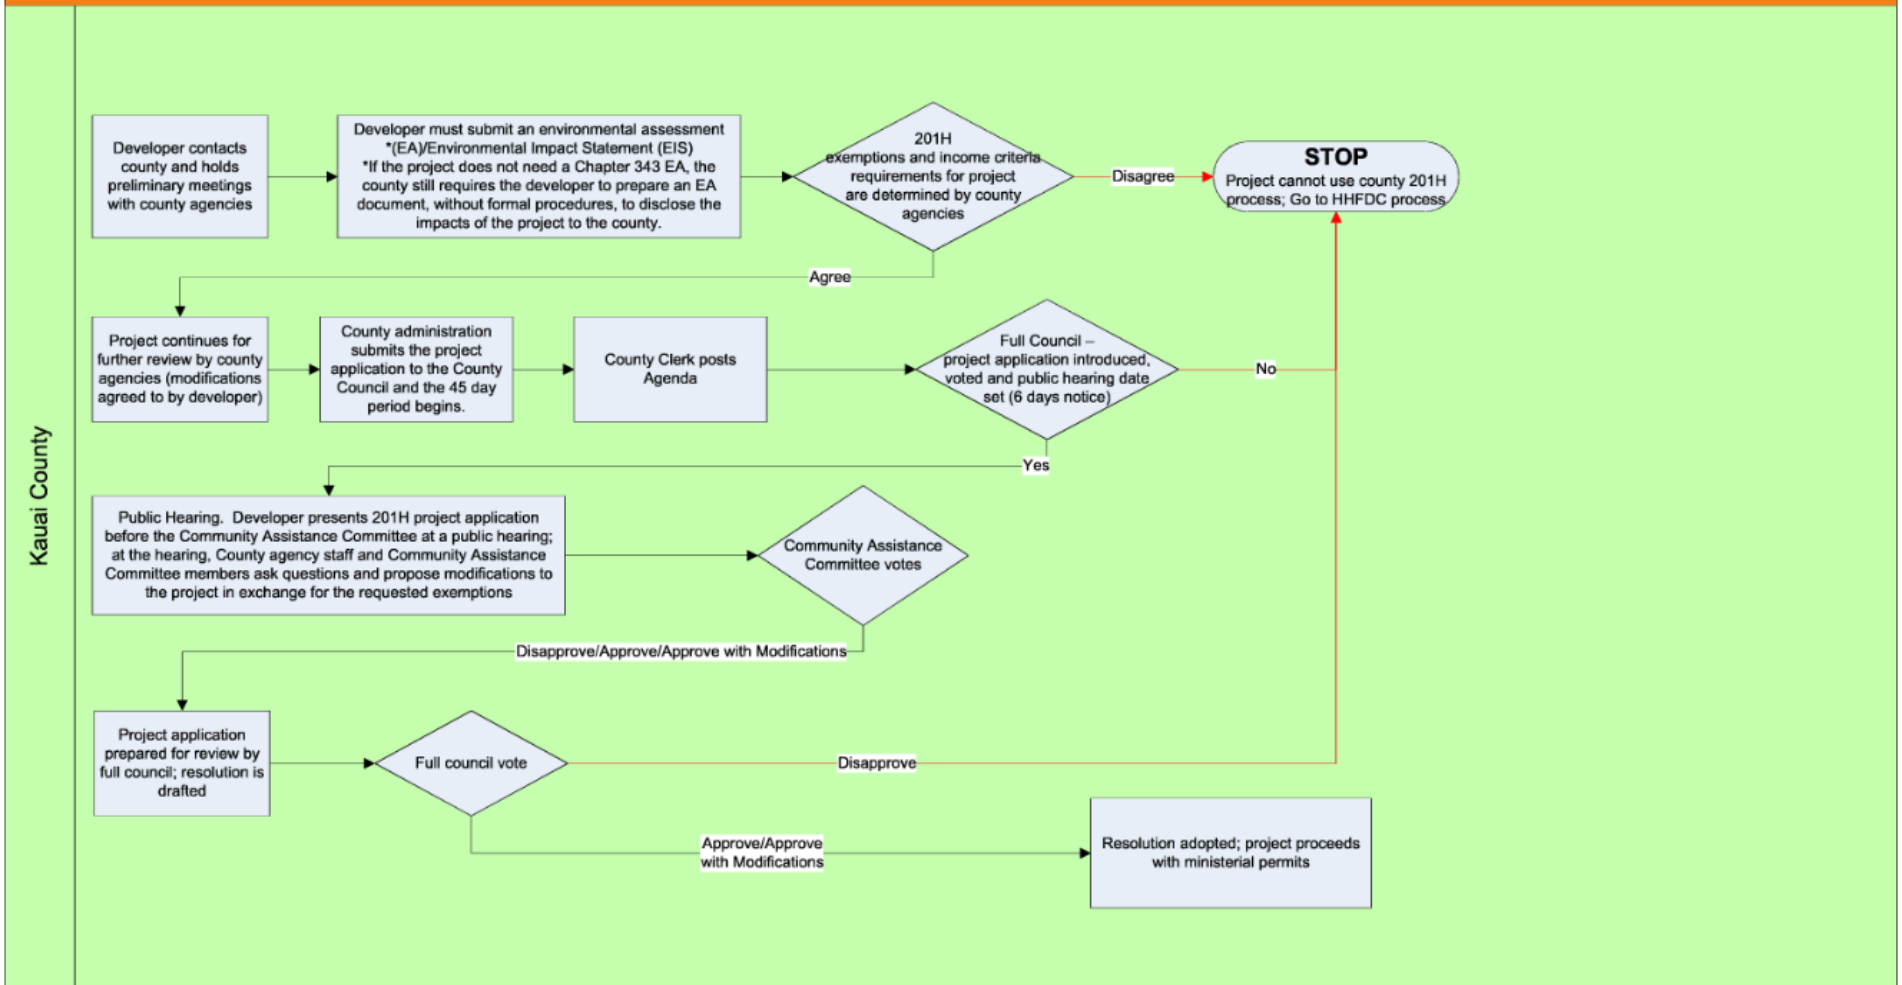 Kauai County
Developer contacts
county and holds
preliminary meetings
with county agencies
Developer must submit an environmental assessment
*(EA)/Environmental Impact Statement (EIS)
*If the project does not need a Chapter 343 EA, the
county still requires the developer to prepare an EA
document, without formal procedures, to disclose the
impacts of the project to the county.
201H
exemptions and income criteria
requirements for project
are determined by county
agencies
Disagree
STOP
Project cannot use county 201H
process; Go to HHFDC process
Agree
Project continues for
further review by county
agencies (modifications
agreed to by developer)
County administration
submits the project
application to the County
Council and the 45 day
period begins.
County Clerk posts
Agenda
Full Council –
project application introduced,
voted and public hearing date
set (6 days notice)
No
Yes
Public Hearing.  Developer presents 201H project application
before the Community Assistance Committee at a public hearing;
at the hearing, County agency staff and Community Assistance
Committee members ask questions and propose modifications to
the project in exchange for the requested exemptions
Community Assistance
Committee votes
Disapprove/Approve/Approve with Modifications
Project application
prepared for review by
full council; resolution is
drafted
Full council vote
Disapprove
Approve/Approve
with Modifications
Resolution adopted; project proceeds
with ministerial permits